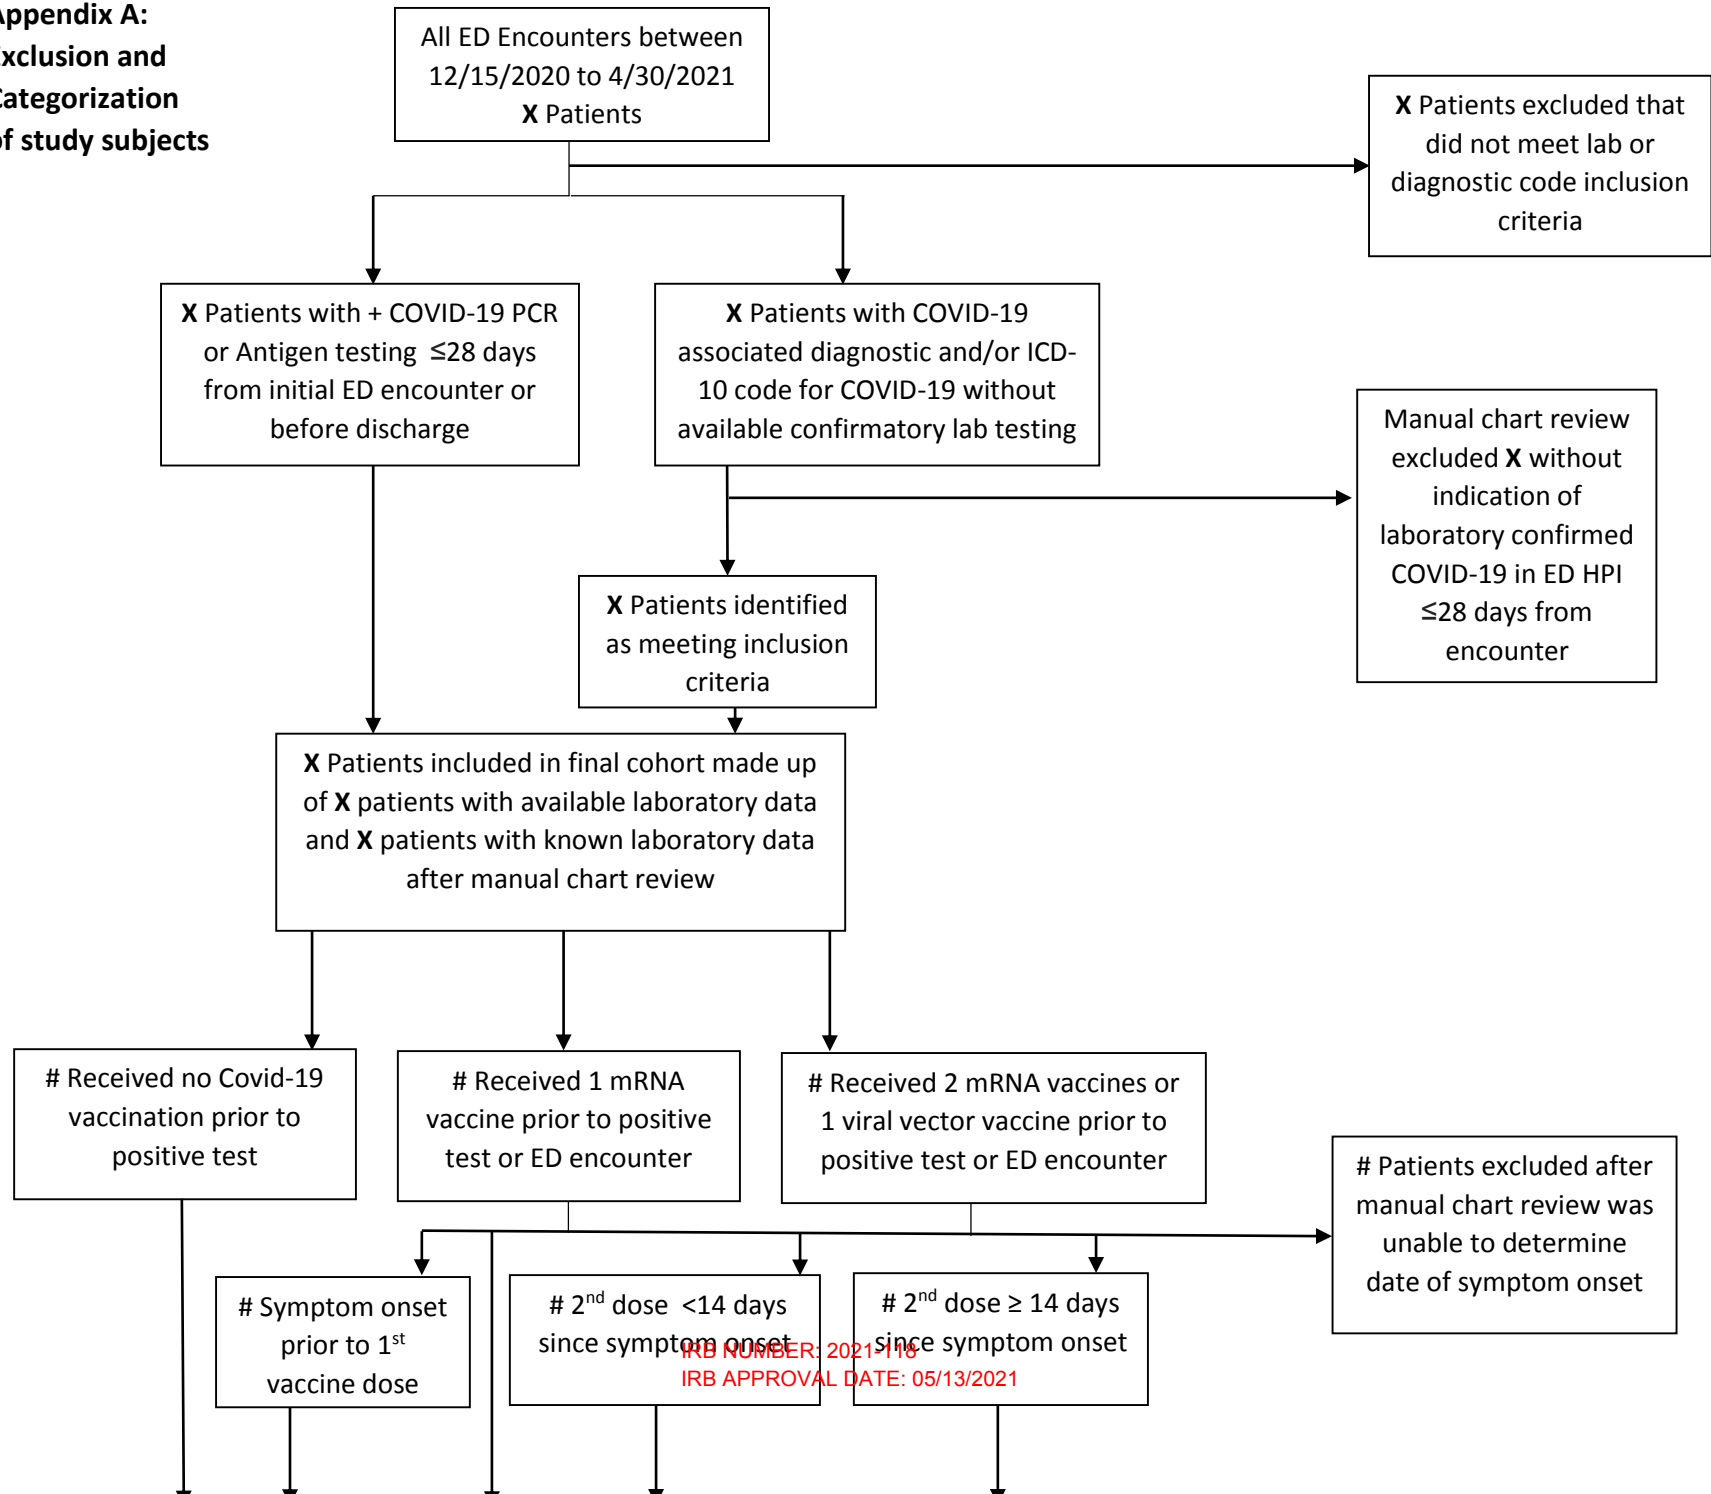 Appendix A:
Exclusion and
Categorization
of study subjects
All ED Encounters between
12/15/2020 to 4/30/2021
X Patients
X Patients excluded that
did not meet lab or
diagnostic code inclusion
criteria
X Patients with + COVID-19 PCR
or Antigen testing ≤28 days
from initial ED encounter or
before discharge
X Patients with COVID-19
associated diagnostic and/or ICD-
10 code for COVID-19 without
available confirmatory lab testing
Manual chart review
excluded X without
indication of
laboratory confirmed
COVID-19 in ED HPI
≤28 days from
encounter
X Patients identified
as meeting inclusion
criteria
X Patients included in final cohort made up
of X patients with available laboratory data
and X patients with known laboratory data
after manual chart review
# Received no Covid-19
vaccination prior to
positive test
# Received 1 mRNA
vaccine prior to positive
test or ED encounter
# Received 2 mRNA vaccines or
1 viral vector vaccine prior to
positive test or ED encounter
# Patients excluded after
manual chart review was
unable to determine
date of symptom onset
# Symptom onset
prior to 1st
vaccine dose
# 2nd dose <14 days
since symptom onset
# 2nd dose ≥ 14 days
since symptom onset
IRB NUMBER: 2021-118
IRB APPROVAL DATE: 05/13/2021